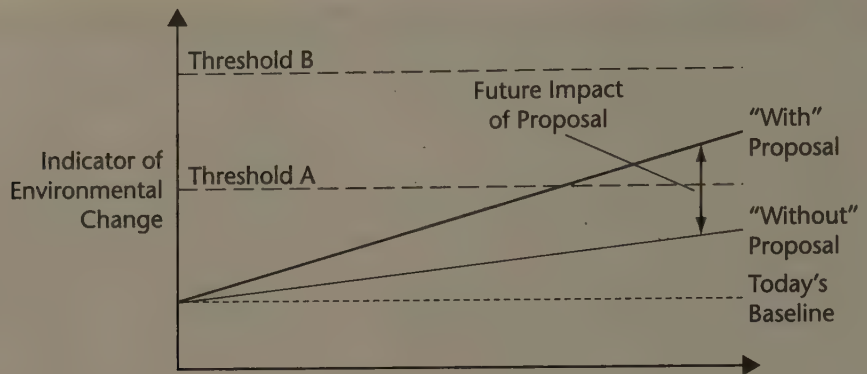 Threshold B
Future Impact
of Proposal
"With"
Proposal
Indicator of
Environmental
Change
Threshold A
"Without"
Proposal
Today's
Baseline